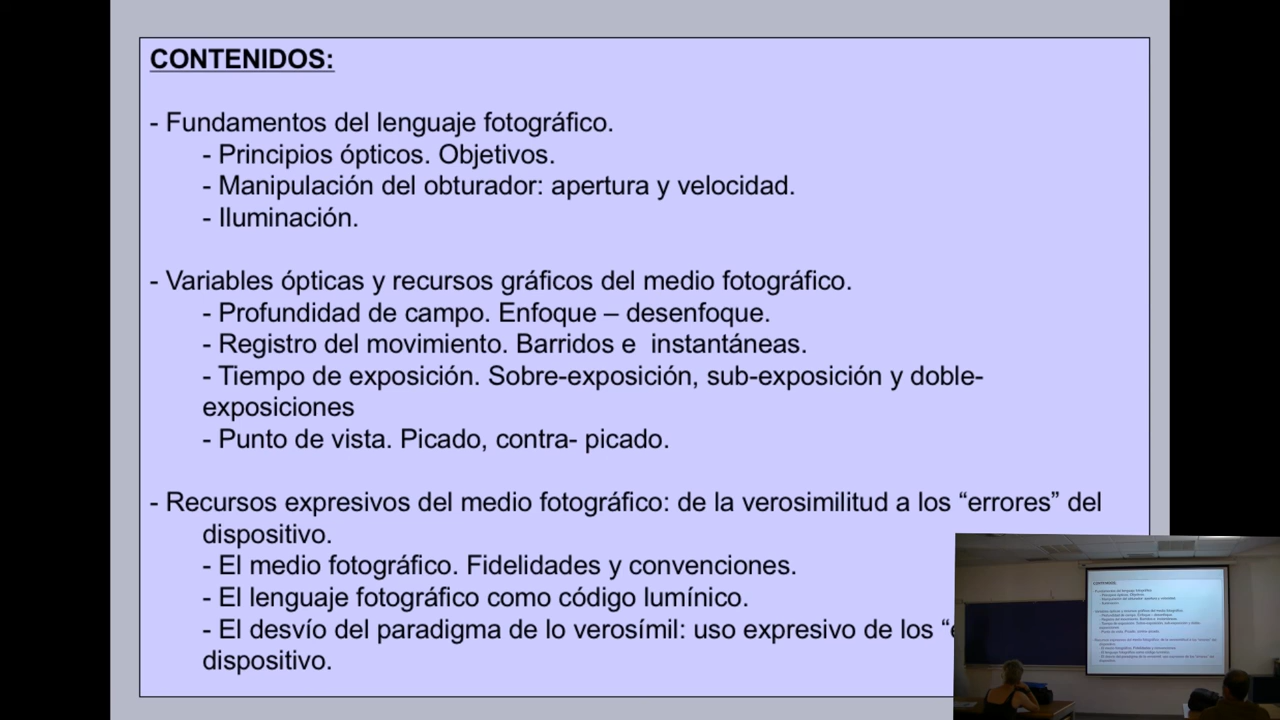 CONTENIDOS:
- Fundamentos del lenguaje fotográfico.
- Principios ópticos. Objetivos.
- Manipulación del obturador: apertura y velocidad.
- Iluminación.
- Variables ópticas y recursos gráficos del medio fotográfico.
- Profundidad de campo. Enfoque – desenfoque.
- Registro del movimiento. Barridos e instantáneas.
- Tiempo de exposición. Sobre-exposición, sub-exposición y doble-
exposiciones
- Punto de vista. Picado, contra- picado.
- Recursos expresivos del medio fotográfico: de la verosimilitud a los “errores” del
dispositivo.
- El medio fotográfico. Fidelidades y convenciones.
- El lenguaje fotográfico como código lumínico.
- El desvío del paradigma de lo verosímil: uso expresivo de los
dispositivo.